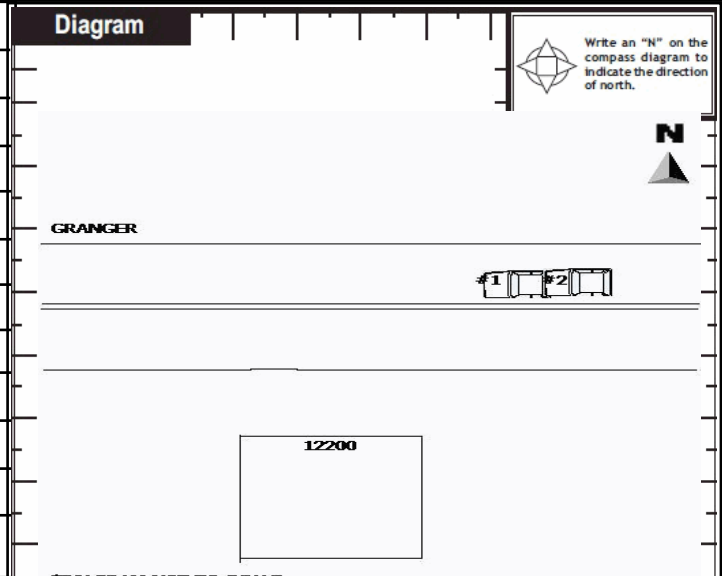 Diagram
Write an “N” on the
compass diagram to
indicate the direction
of north.
N
GRANGER
#1 #2
12200